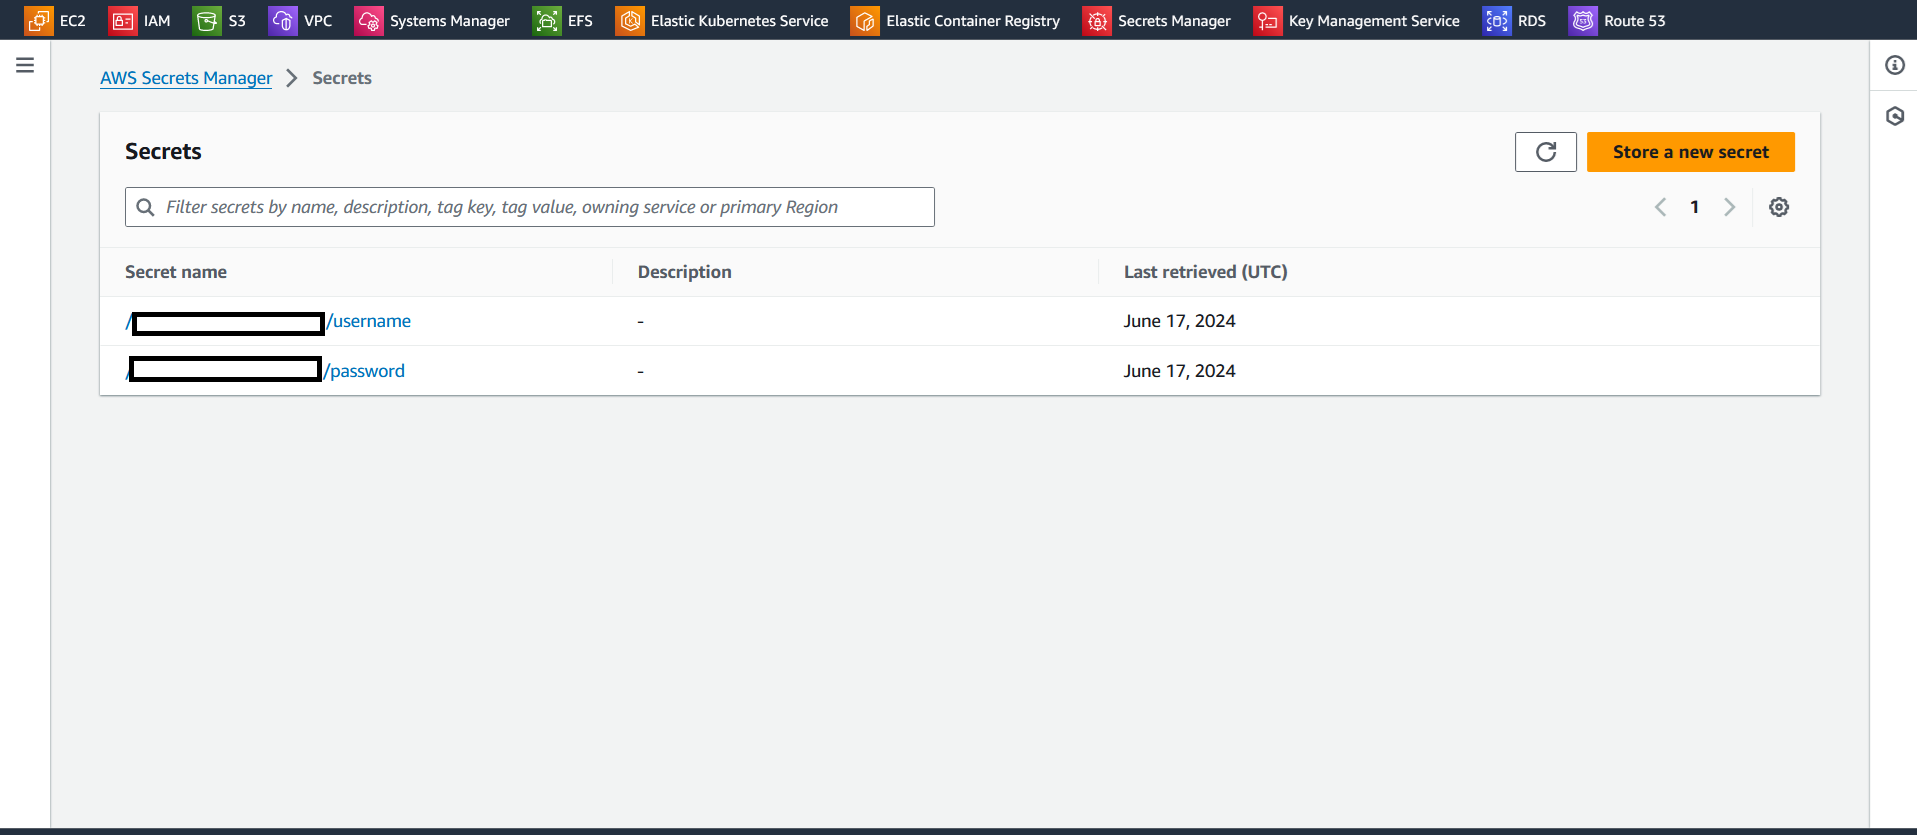 EC2 IAM S3 VPC Systems Manager EFS Elastic Kubernetes Service Elastic Container Registry Secrets Manager Key Management Service RDS Route 53
AWS Secrets Manager > Secrets
Secrets
Store a new secret
Filter secrets by name, description, tag key, tag value, owning service or primary Region
1
Secret name Description Last retrieved (UTC)
/ /username - June 17, 2024
/ /password - June 17, 2024